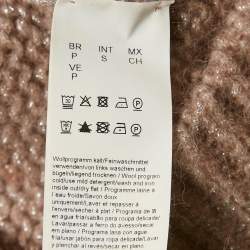 BR INT MX
P S CH
VE P
Wollprogramm kalt/Feinwaschmittel
verwenden/von links waschen und
bügeln/liegend trocknen / Wool program
cold/use mild detergent/wash and iron
inside out/dry flat / Programme laine
à l'eau froide/Savon doux
uniquement/Laver et repasser à
l'envers/sécher à plat / Programa de lã
em água fria/sabão para roupa delicada/
Lavar/passar a ferro do avesso/secar
em plano / Programa lana con agua
fría/usar jabón para ropa delicada/Lavar
y planchar del revés/secar en plano